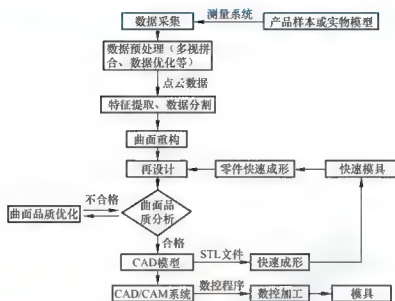 数据采集
测量系统
产品样本或实物模型
数据预处理（多视拼
合、数据优化等）
点云数据
特征提取、数据分割
曲面重构
再设计
零件快速成形
快速模具
曲面品质优化
不合格
曲面品
质分析
合格
CAD模型
STL文件
快速成形
CAD/CAM系统
数控程序
数控加工
模具